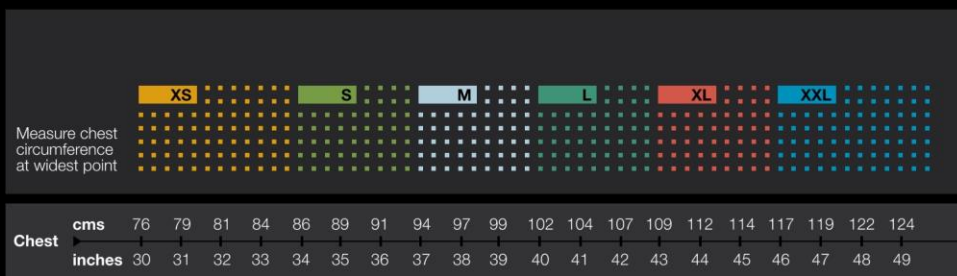 XS S M L XL XXL
Measure chest
circumference
at widest point
cms 76 79 81 84 86 89 91 94 97 99 102 104 107 109 112 114 117 119 122 124
Chest
inches 30 31 32 33 34 35 36 37 38 39 40 41 42 43 44 45 46 47 48 49